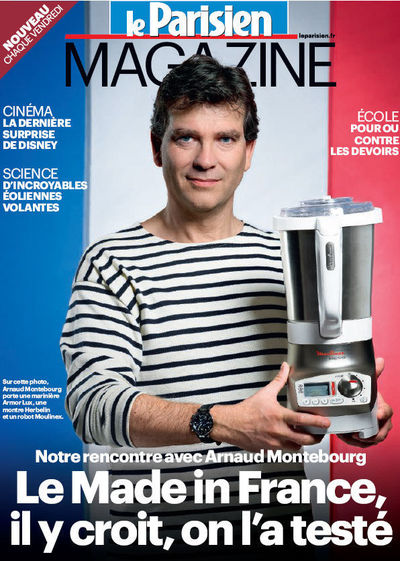 NOUVEAU
CHAQUE VENDREDI
le Parisien
leparisien.fr
MAGAZINE
CINÉMA
LA DERNIÈRE
SURPRISE
DE DISNEY
SCIENCE
D'INCROYABLES
ÉOLIENNES
VOLANTES
ÉCOLE
POUR OU
CONTRE
LES DEVOIRS
Sur cette photo,
Arnaud Montebourg
porte une marinière
Armor Lux, une
montre Herbelin
et un robot Moulinex.
Notre rencontre avec Arnaud Montebourg
Le Made in France,
il y croit, on l'a testé